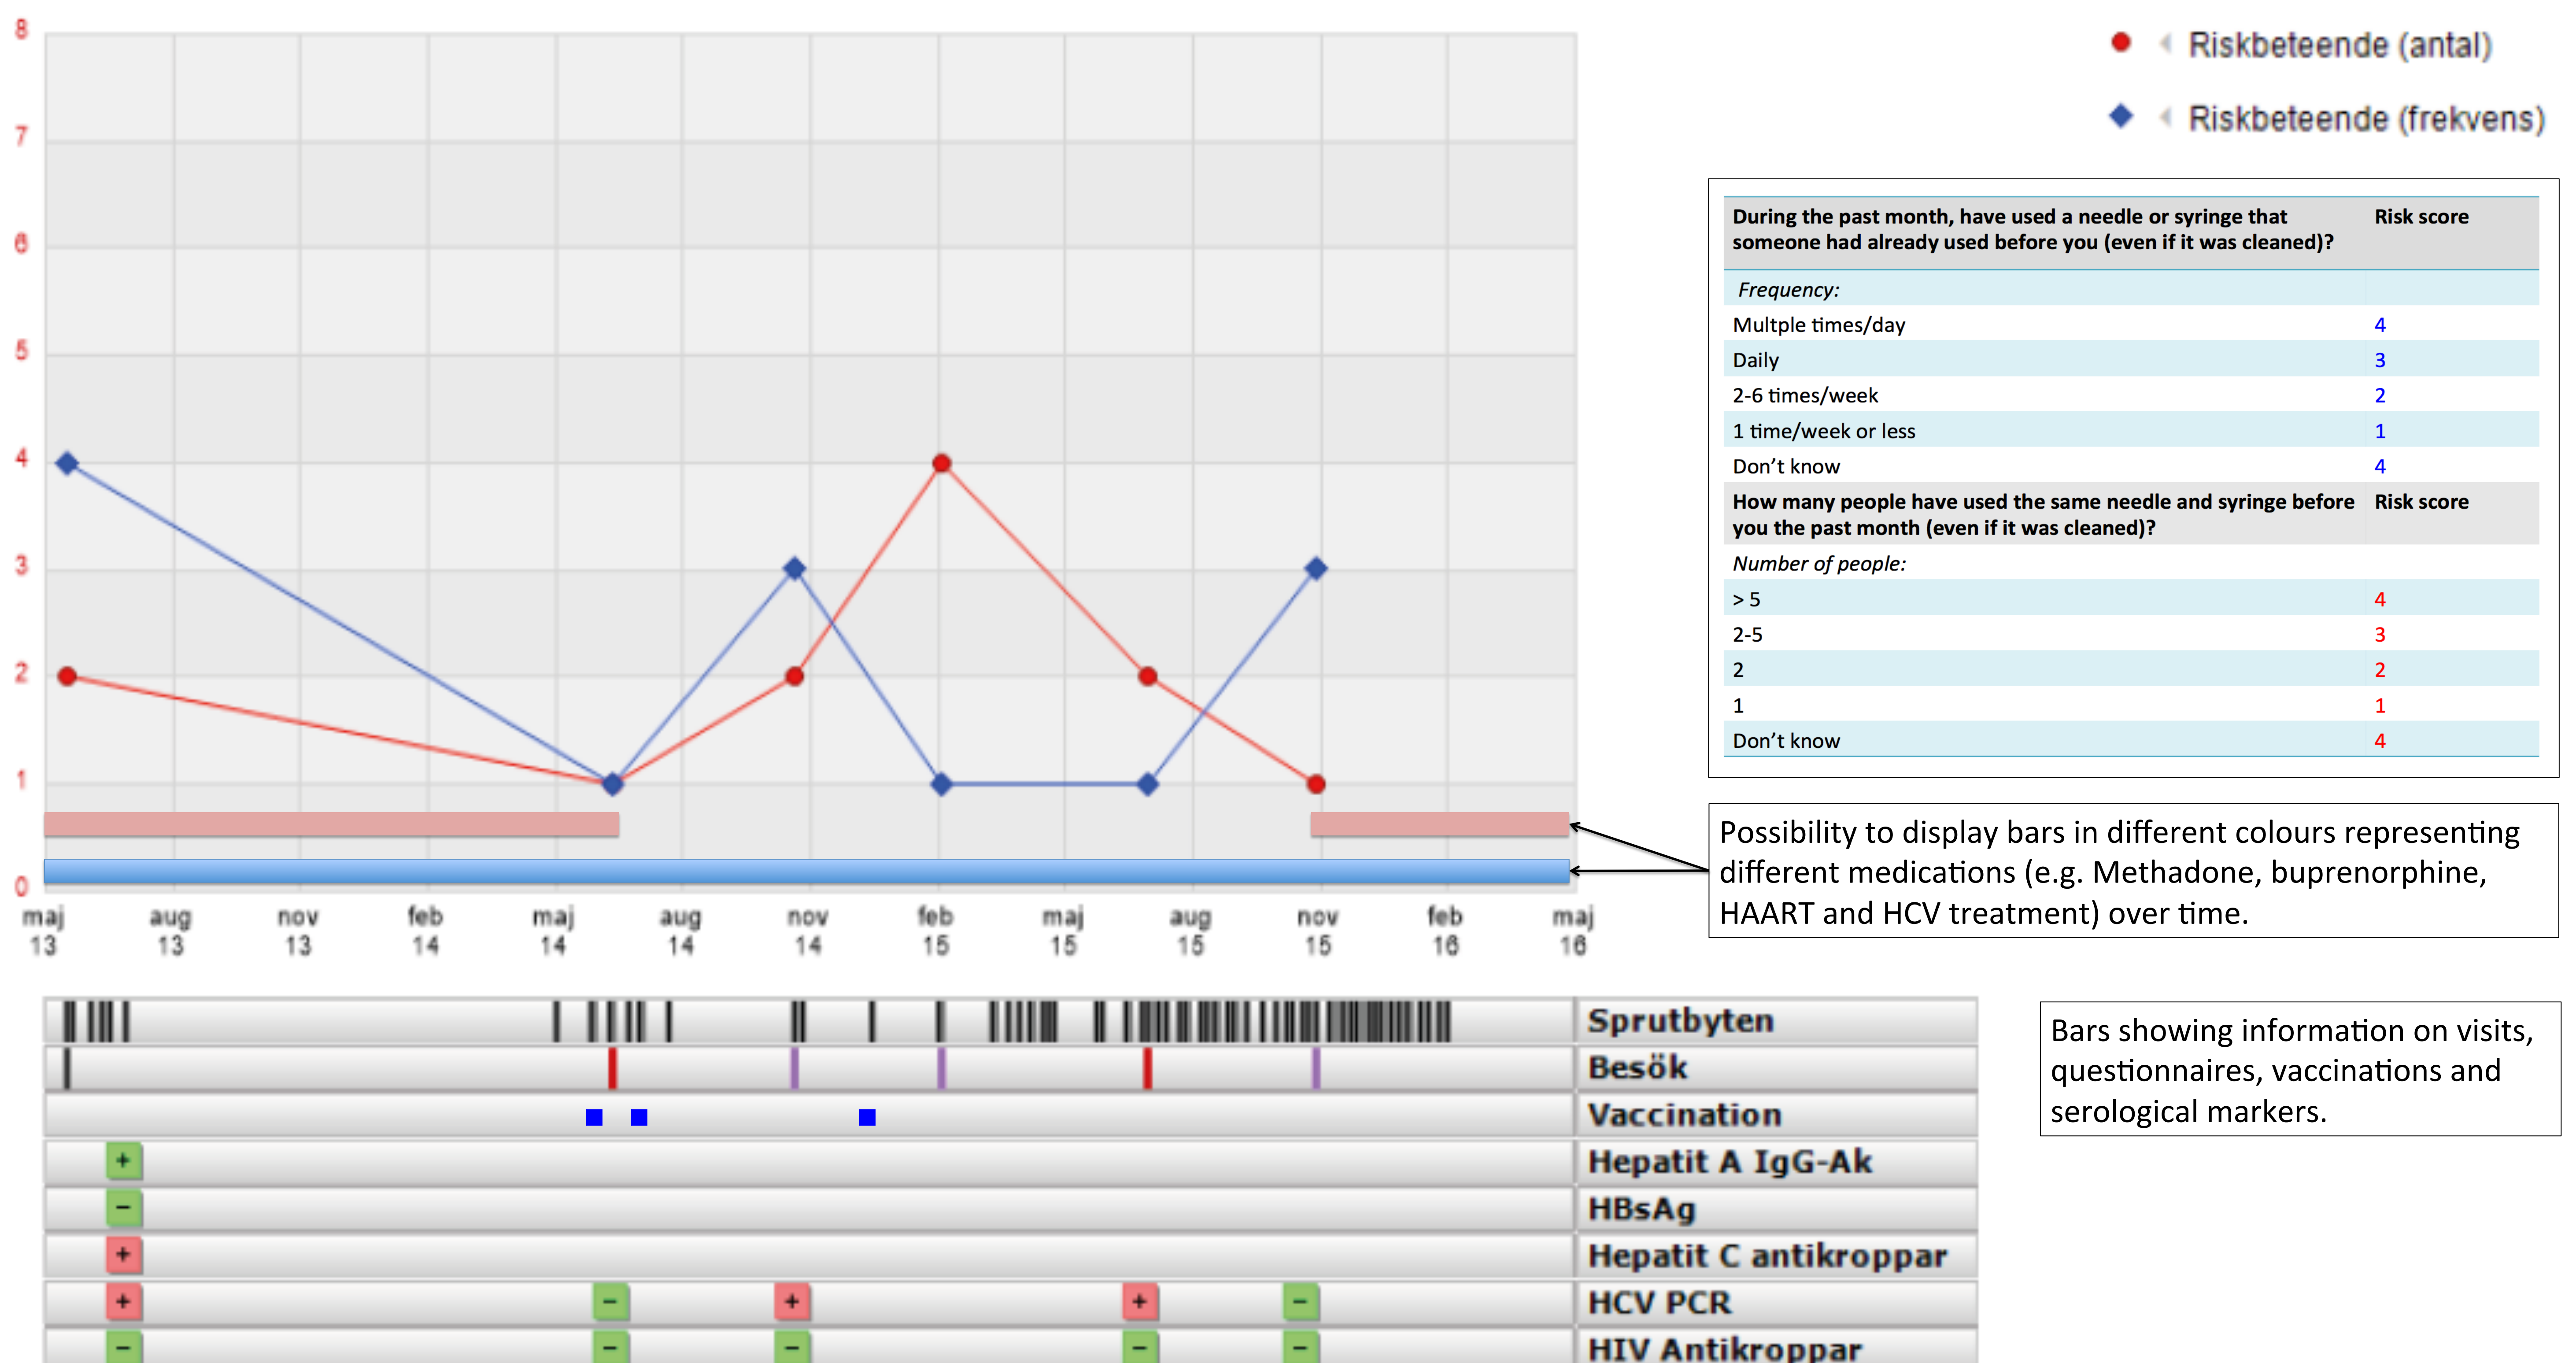 8
7
6
5
4
3
2
1
0
maj aug nov feb maj aug nov feb maj aug nov feb maj
13 13 13 14 14 14 14 15 15 15 15 16 16
Riskbeteende (antal)
Riskbeteende (frekvens)
During the past month, have used a needle or syringe that Risk score
someone had already used before you (even if it was cleaned)?
Frequency:
Multple times/day 4
Daily 3
2-6 times/week 2
1 time/week or less 1
Don't know 4
How many people have used the same needle and syringe before Risk score
you the past month (even if it was cleaned)?
Number of people:
> 5 4
2-5 3
2 2
1 1
Don't know 4
Possibility to display bars in different colours representing
different medications (e.g. Methadone, buprenorphine,
HAART and HCV treatment) over time.
Sprutbyten
Besök
Vaccination
+ Hepatit A IgG-Ak
− HBsAg
+ Hepatit C antikroppar
+ − + + − HCV PCR
− − − − − HIV Antikroppar
Bars showing information on visits,
questionnaires, vaccinations and
serological markers.